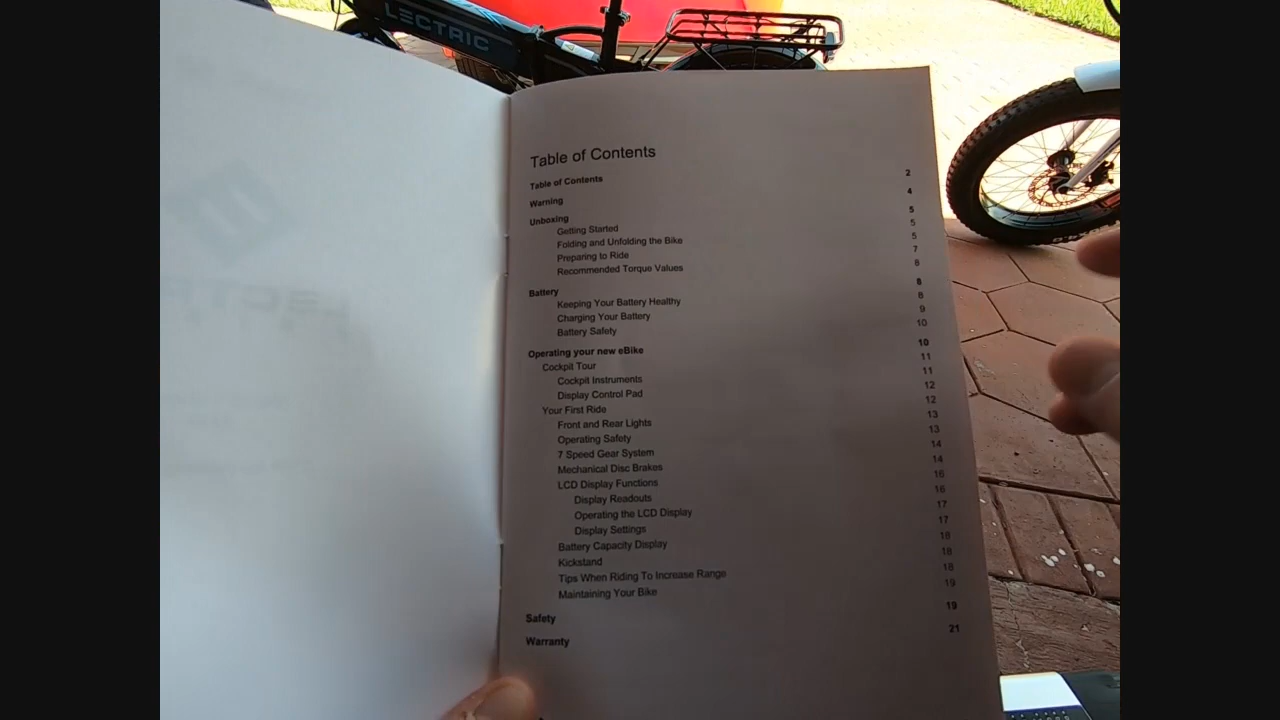 LECTRIC
Table of Contents
Table of Contents 2
Warning 4
Unboxing 5
Getting Started 5
Folding and Unfolding the Bike 5
Preparing to Ride 7
Recommended Torque Values 8
Battery 8
Keeping Your Battery Healthy 8
Charging Your Battery 9
Battery Safety 10
Operating your new eBike 10
Cockpit Tour 11
Cockpit Instruments 11
Display Control Pad 12
Your First Ride 12
Front and Rear Lights 13
Operating Safety 13
7 Speed Gear System 14
Mechanical Disc Brakes 14
LCD Display Functions 16
Display Readouts 16
Operating the LCD Display 17
Display Settings 17
Battery Capacity Display 18
Kickstand 18
Tips When Riding To Increase Range 18
Maintaining Your Bike 19
Safety 19
Warranty 21